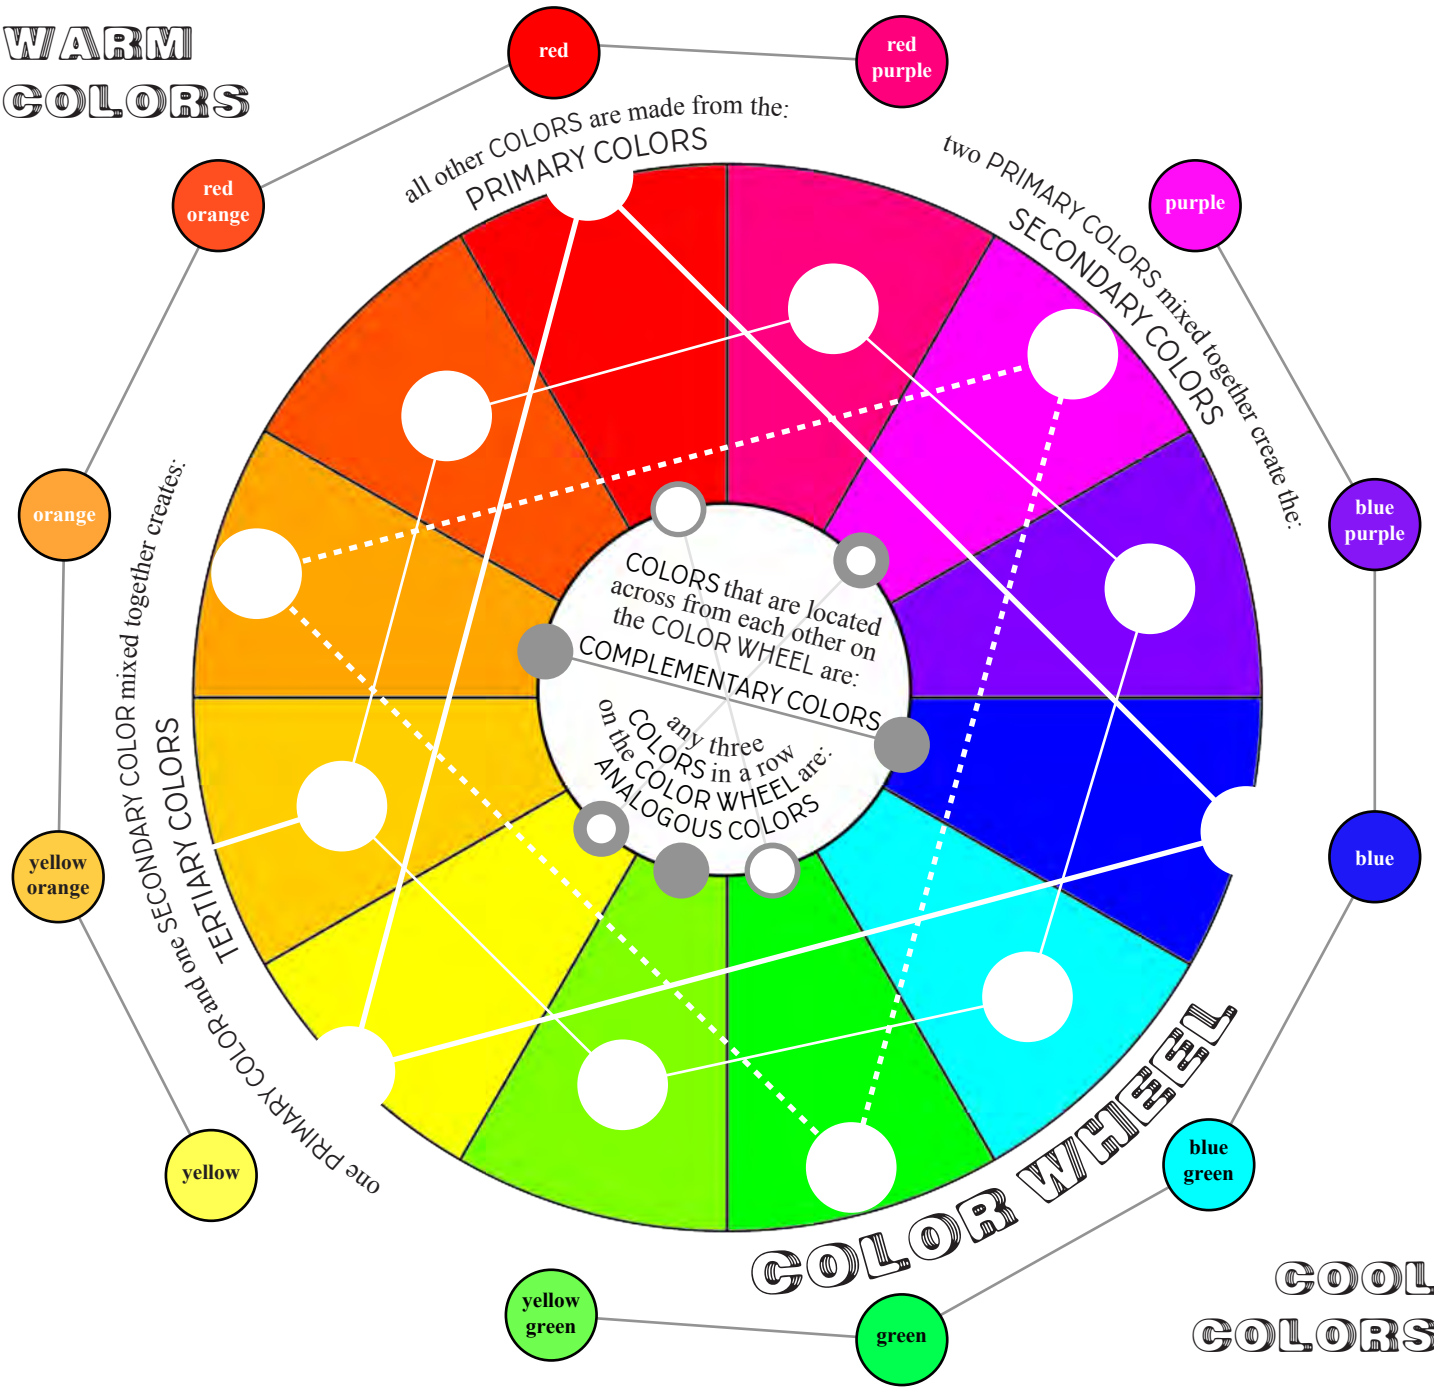 WARM
COLORS
red
red
purple
all other COLORS are made from the:
PRIMARY COLORS
two PRIMARY COLORS mixed together create the:
SECONDARY COLORS
red
orange
purple
orange
blue
purple
COLORS that are located
across from each other on
the COLOR WHEEL are:
COMPLEMENTARY COLORS
any three
COLORS in a row
on the COLOR WHEEL are:
ANALOGOUS COLORS
one PRIMARY COLOR and one SECONDARY COLOR mixed together creates:
TERTIARY COLORS
yellow
orange
blue
yellow
blue
green
COLOR WHEEL
yellow
green
green
COOL
COLORS